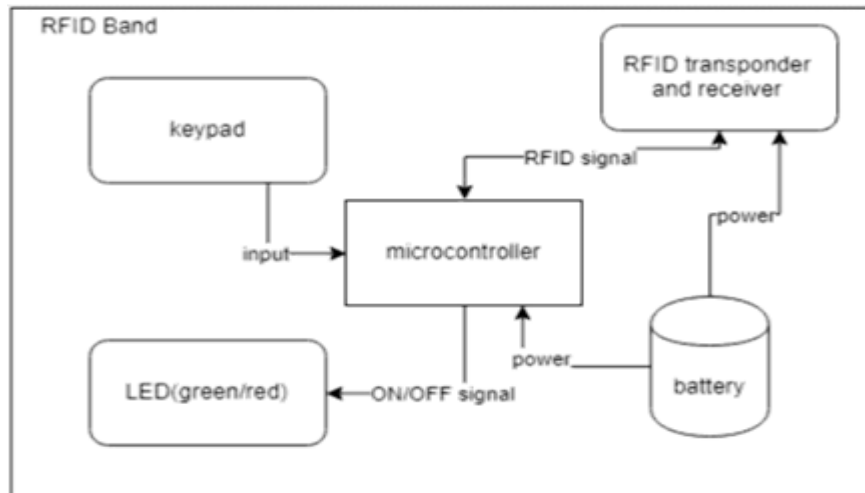 RFID Band
RFID transponder
and receiver
keypad
RFID signal
power
input
microcontroller
power
LED(green/red)
ON/OFF signal
battery